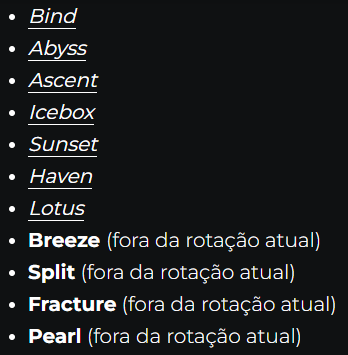 Bind
Abyss
Ascent
Icebox
Sunset
Haven
Lotus
Breeze (fora da rotação atual)
Split (fora da rotação atual)
Fracture (fora da rotação atual)
Pearl (fora da rotação atual)